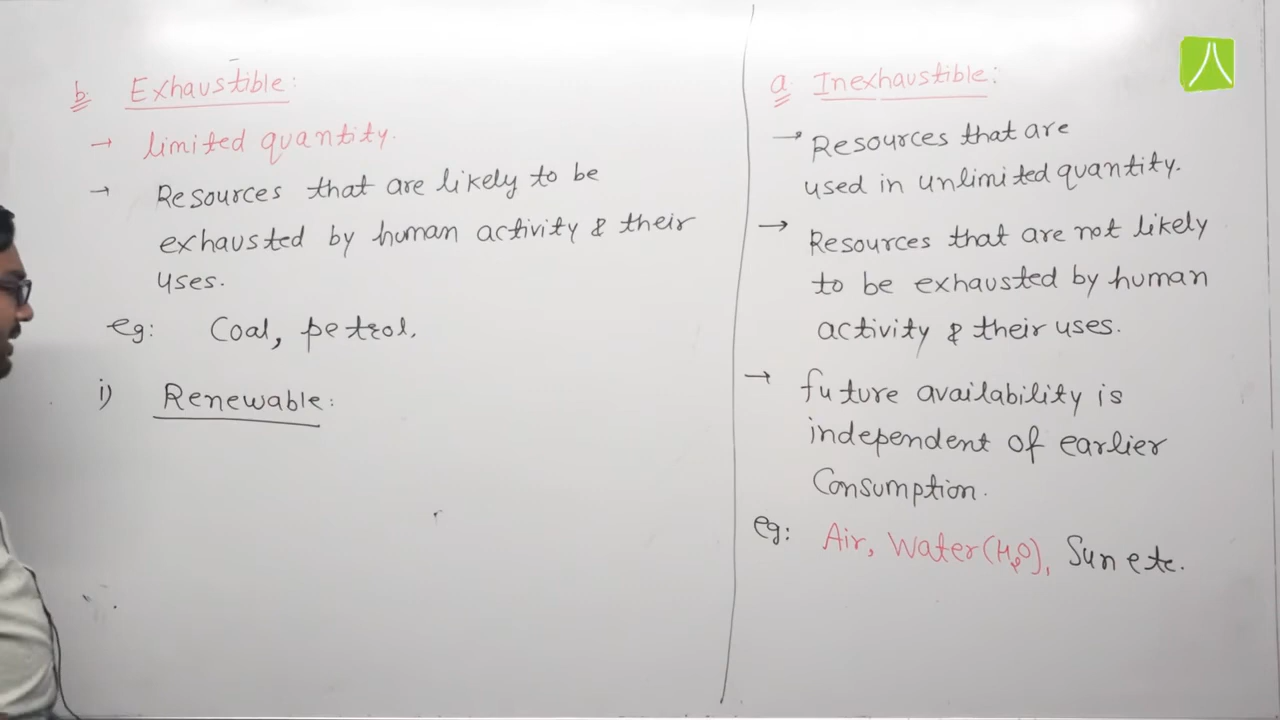 b. Exhaustible:
→ limited quantity.
→ Resources that are likely to be
exhausted by human activity & their
uses.
eg: Coal, petrol.
i) Renewable:
a. Inexhaustible:
→ Resources that are
used in unlimited quantity.
→ Resources that are not likely
to be exhausted by human
activity & their uses.
→ future availability is
independent of earlier
Consumption.
eg: Air, Water (H2O), Sun etc.